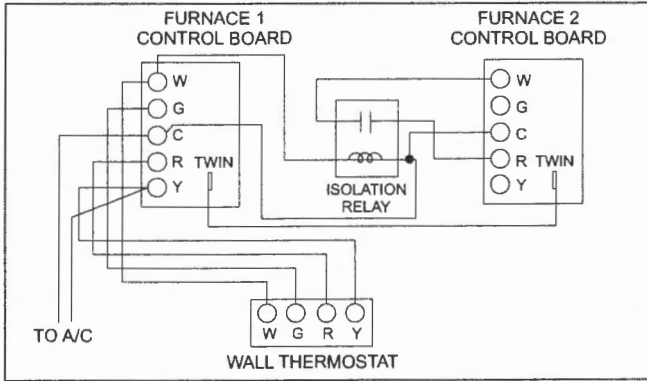 FURNACE 1
CONTROL BOARD
FURNACE 2
CONTROL BOARD
W
G
C
R TWIN
Y
W
G
C
R TWIN
Y
ISOLATION
RELAY
TO A/C
W G R Y
WALL THERMOSTAT